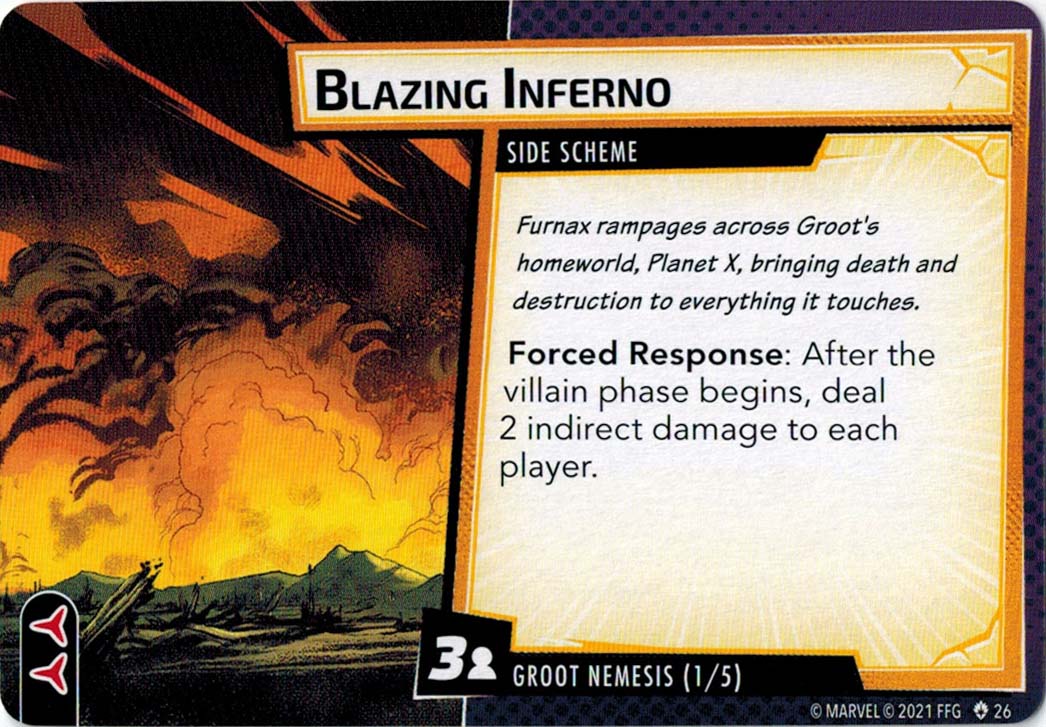 BLAZING INFERNO
SIDE SCHEME
Furnax rampages across Groot's
homeworld, Planet X, bringing death and
destruction to everything it touches.
Forced Response: After the
villain phase begins, deal
2 indirect damage to each
player.
3
GROOT NEMESIS (1/5)
© MARVEL © 2021 FFG 26